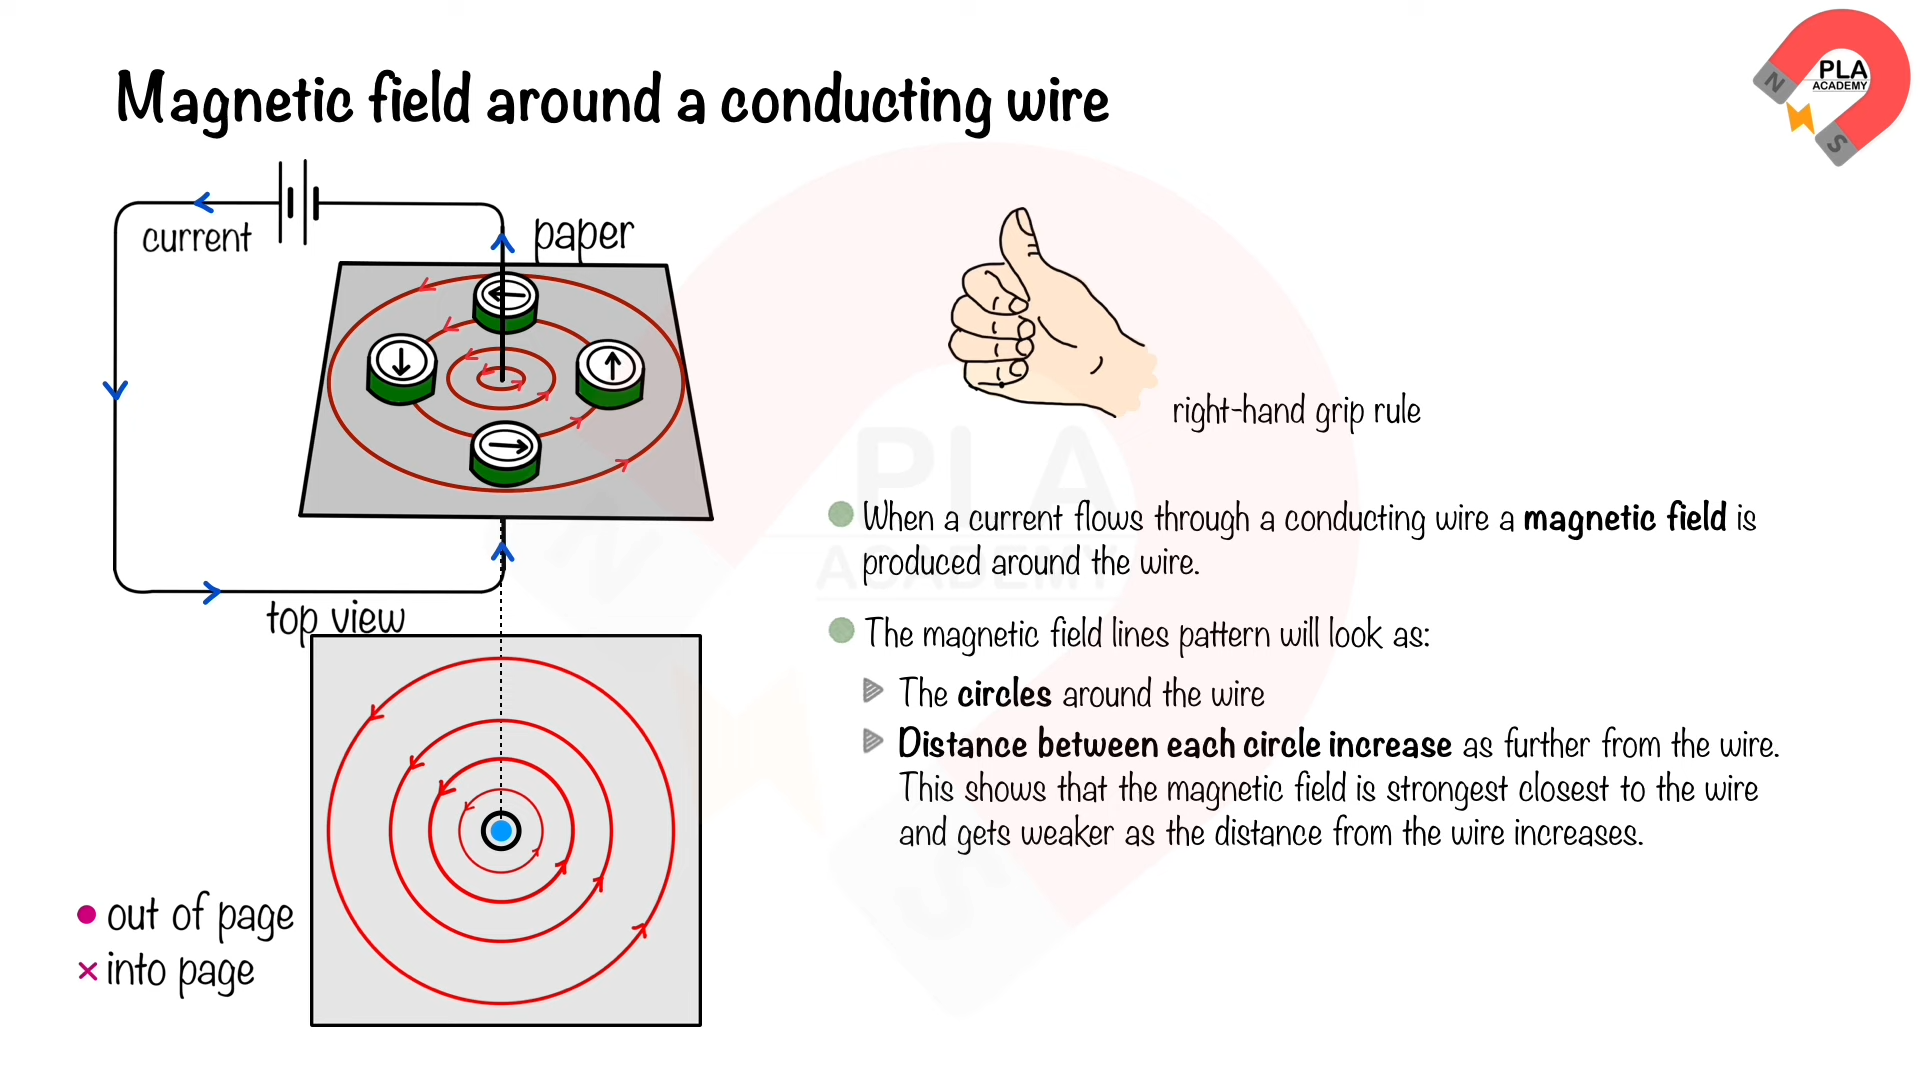 Magnetic field around a conducting wire
N
PLA
ACADEMY
S
current
paper
right-hand grip rule
When a current flows through a conducting wire a magnetic field is
produced around the wire.
top view
The magnetic field lines pattern will look as:
The circles around the wire
Distance between each circle increase as further from the wire.
This shows that the magnetic field is strongest closest to the wire
and gets weaker as the distance from the wire increases.
out of page
× into page
PLA
ACADEMY
N
S